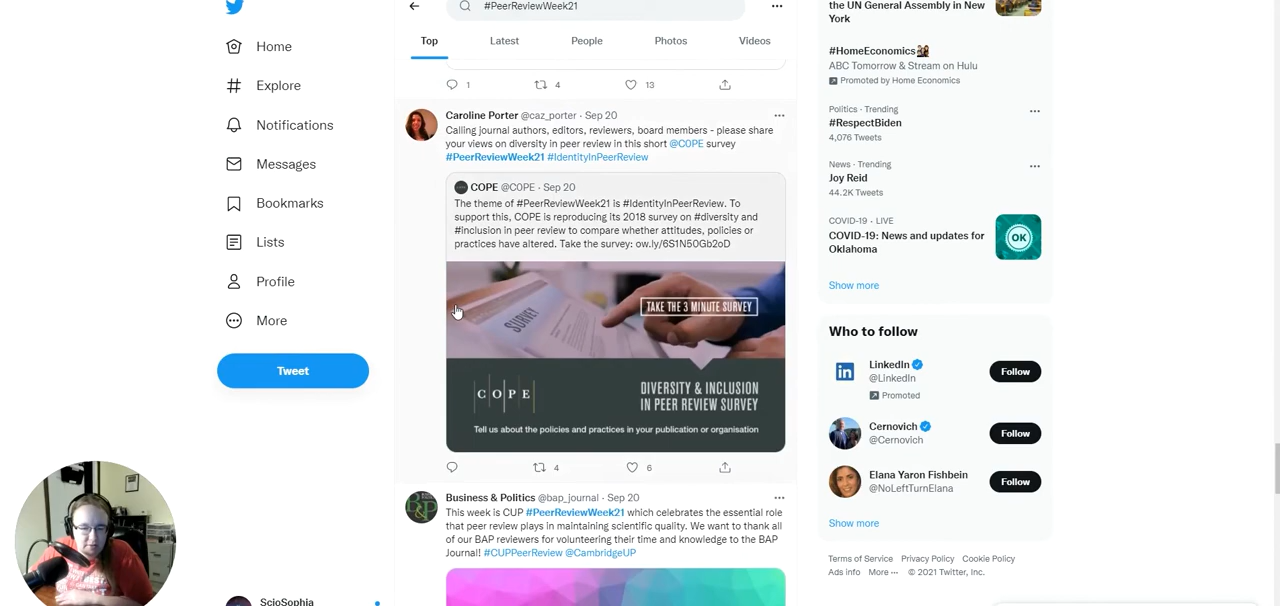 Home
Explore
Notifications
Messages
Bookmarks
Lists
Profile
More
Tweet
ScioSophia
#PeerReviewWeek21
Top Latest People Photos Videos
1 4 13
Caroline Porter @caz_porter · Sep 20
Calling journal authors, editors, reviewers, board members - please share
your views on diversity in peer review in this short @C0PE survey
#PeerReviewWeek21 #IdentityInPeerReview
COPE @C0PE · Sep 20
The theme of #PeerReviewWeek21 is #IdentityInPeerReview. To
support this, COPE is reproducing its 2018 survey on #diversity and
#inclusion in peer review to compare whether attitudes, policies or
practices have altered. Take the survey: ow.ly/6S1N50Gb2oD
SURVEY
TAKE THE 3 MINUTE SURVEY
C O P E
DIVERSITY & INCLUSION
IN PEER REVIEW SURVEY
Tell us about the policies and practices in your publication or organisation
4 6
Business & Politics @bap_journal · Sep 20
This week is CUP #PeerReviewWeek21 which celebrates the essential role
that peer review plays in maintaining scientific quality. We want to thank all
of our BAP reviewers for volunteering their time and knowledge to the BAP
Journal! #CUPPeerReview @CambridgeUP
the UN General Assembly in New
York
#HomeEconomics
ABC Tomorrow & Stream on Hulu
Promoted by Home Economics
Politics · Trending
#RespectBiden
4,076 Tweets
News · Trending
Joy Reid
44.2K Tweets
COVID-19 · LIVE
COVID-19: News and updates for
Oklahoma
OK
Show more
Who to follow
LinkedIn
@LinkedIn
Promoted
Follow
Cernovich
@Cernovich
Follow
Elana Yaron Fishbein
@NoLeftTurnElana
Follow
Show more
Terms of Service Privacy Policy Cookie Policy
Ads info More ··· © 2021 Twitter, Inc.